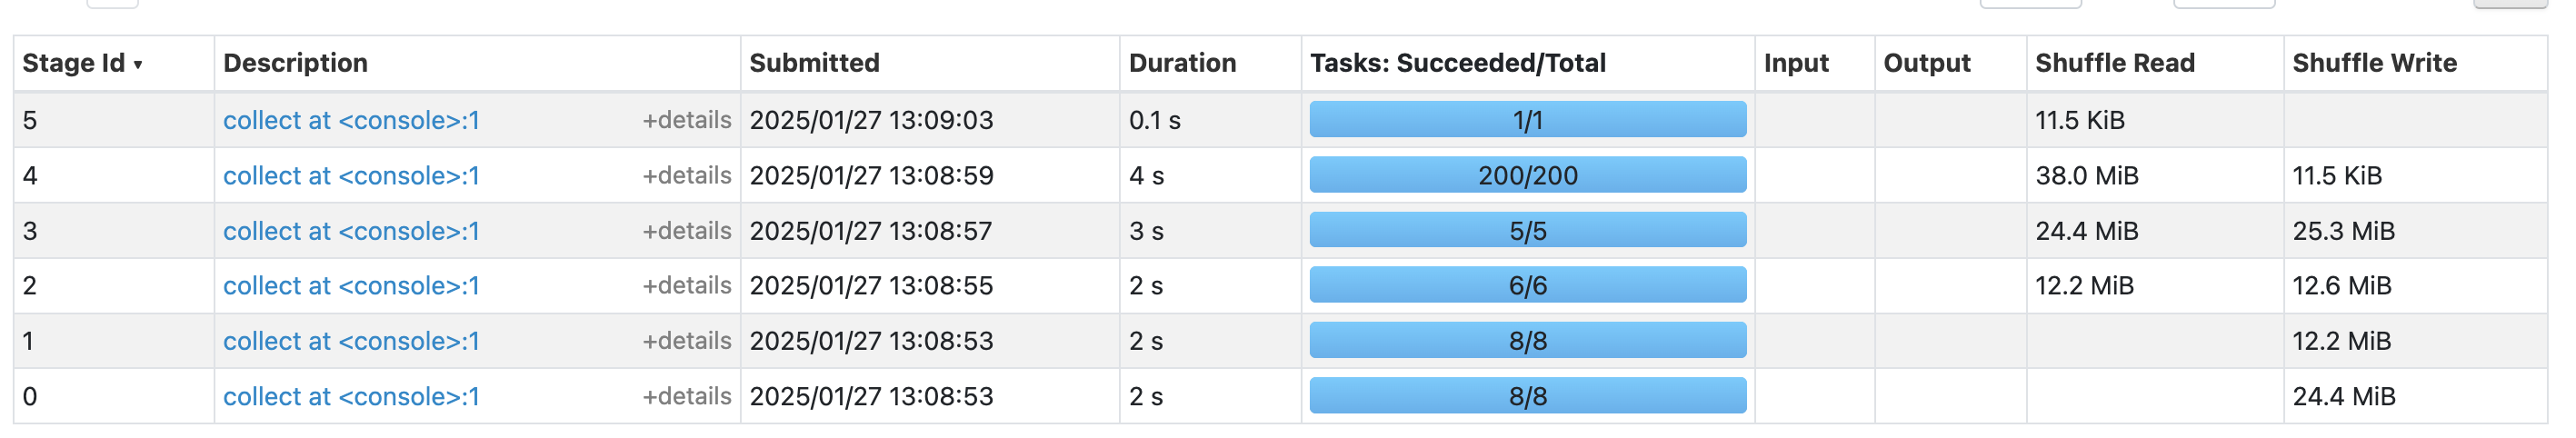 Stage Id ▾ Description Submitted Duration Tasks: Succeeded/Total Input Output Shuffle Read Shuffle Write
5 collect at <console>:1 +details 2025/01/27 13:09:03 0.1 s 1/1 11.5 KiB
4 collect at <console>:1 +details 2025/01/27 13:08:59 4 s 200/200 38.0 MiB 11.5 KiB
3 collect at <console>:1 +details 2025/01/27 13:08:57 3 s 5/5 24.4 MiB 25.3 MiB
2 collect at <console>:1 +details 2025/01/27 13:08:55 2 s 6/6 12.2 MiB 12.6 MiB
1 collect at <console>:1 +details 2025/01/27 13:08:53 2 s 8/8 12.2 MiB
0 collect at <console>:1 +details 2025/01/27 13:08:53 2 s 8/8 24.4 MiB